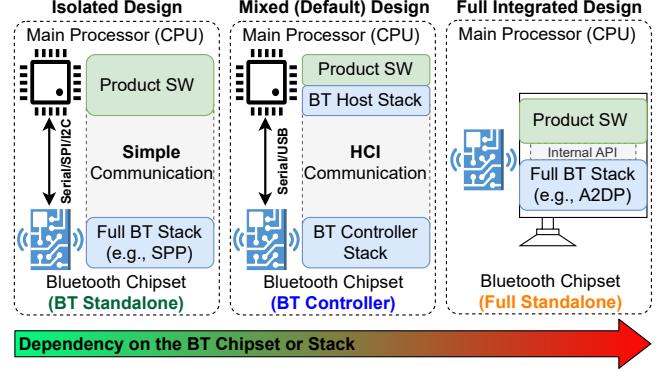 Isolated Design
Main Processor (CPU)
Product SW
Serial/SPI/I2C
Simple
Communication
Full BT Stack
(e.g., SPP)
Bluetooth Chipset
(BT Standalone)
Mixed (Default) Design
Main Processor (CPU)
Product SW
BT Host Stack
Serial/USB
HCI
Communication
BT Controller
Stack
Bluetooth Chipset
(BT Controller)
Full Integrated Design
Main Processor (CPU)
Product SW
Internal API
Full BT Stack
(e.g., A2DP)
Bluetooth Chipset
(Full Standalone)
Dependency on the BT Chipset or Stack